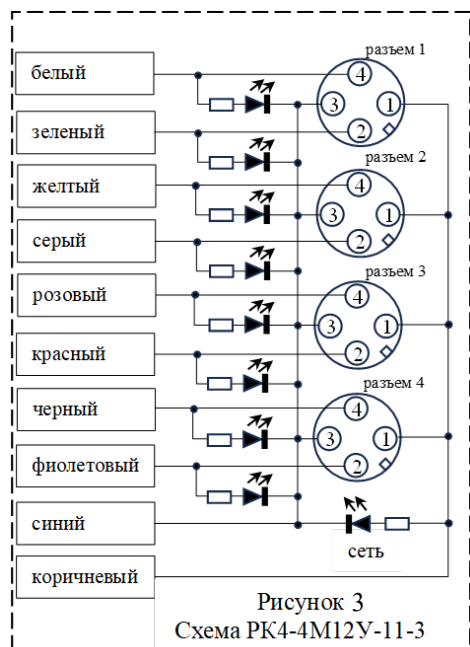 разъем 1
белый
4
3
1
2
зеленый
разъем 2
желтый
4
3
1
серый
2
разъем 3
розовый
4
3
1
красный
2
разъем 4
черный
4
3
1
фиолетовый
2
синий
сеть
коричневый
Рисунок 3
Схема РК4-4М12У-11-3